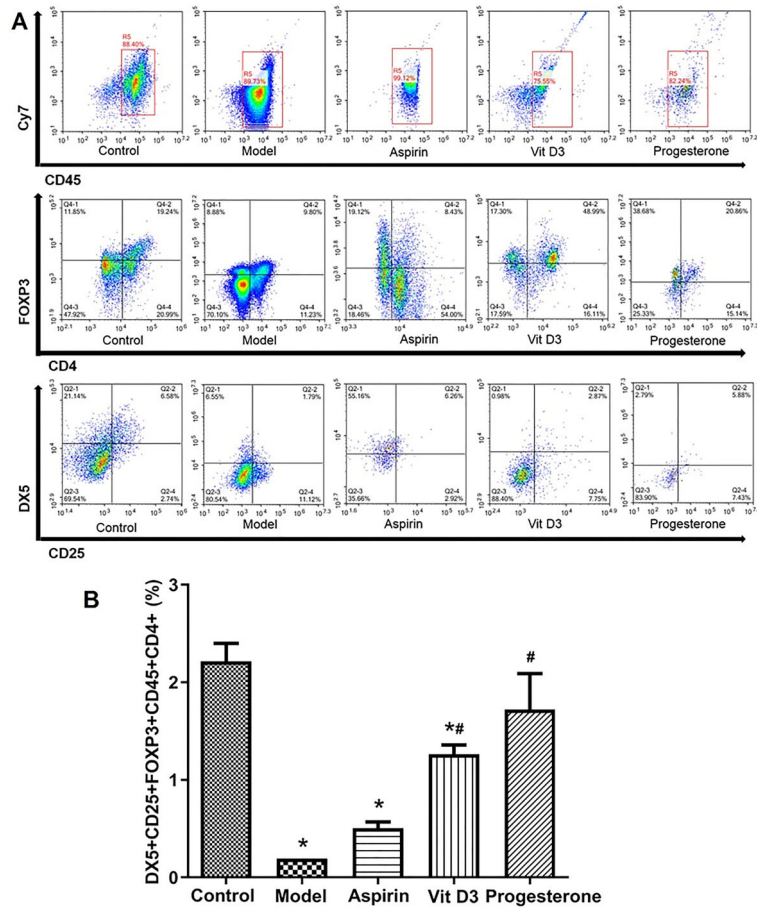 A
R5
88.40%
R5
89.73%
R5
99.12%
R5
75.55%
R5
82.24%
Cy7
Control
Model
Aspirin
Vit D3
Progesterone
CD45
Q4-1
11.85%
Q4-2
19.24%
Q4-3
47.92%
Q4-4
20.99%
Q4-1
8.88%
Q4-2
9.80%
Q4-3
70.10%
Q4-4
11.23%
Q4-1
19.12%
Q4-2
8.43%
Q4-3
18.46%
Q4-4
54.00%
Q4-1
17.30%
Q4-2
48.99%
Q4-3
17.59%
Q4-4
16.11%
Q4-1
38.68%
Q4-2
20.86%
Q4-3
25.33%
Q4-4
15.14%
FOXP3
Control
Model
Aspirin
Vit D3
Progesterone
CD4
Q2-1
21.14%
Q2-2
6.58%
Q2-3
69.54%
Q2-4
2.74%
Q2-1
6.55%
Q2-2
1.79%
Q2-3
80.54%
Q2-4
11.12%
Q2-1
55.16%
Q2-2
6.26%
Q2-3
35.66%
Q2-4
2.92%
Q2-1
0.98%
Q2-2
2.87%
Q2-3
88.40%
Q2-4
7.75%
Q2-1
2.79%
Q2-2
5.88%
Q2-3
83.90%
Q2-4
7.43%
DX5
Control
Model
Aspirin
Vit D3
Progesterone
CD25
B
DX5+CD25+FOXP3+CD45+CD4+ (%)
3
2
1
0
*
*
*#
#
Control
Model
Aspirin
Vit D3
Progesterone